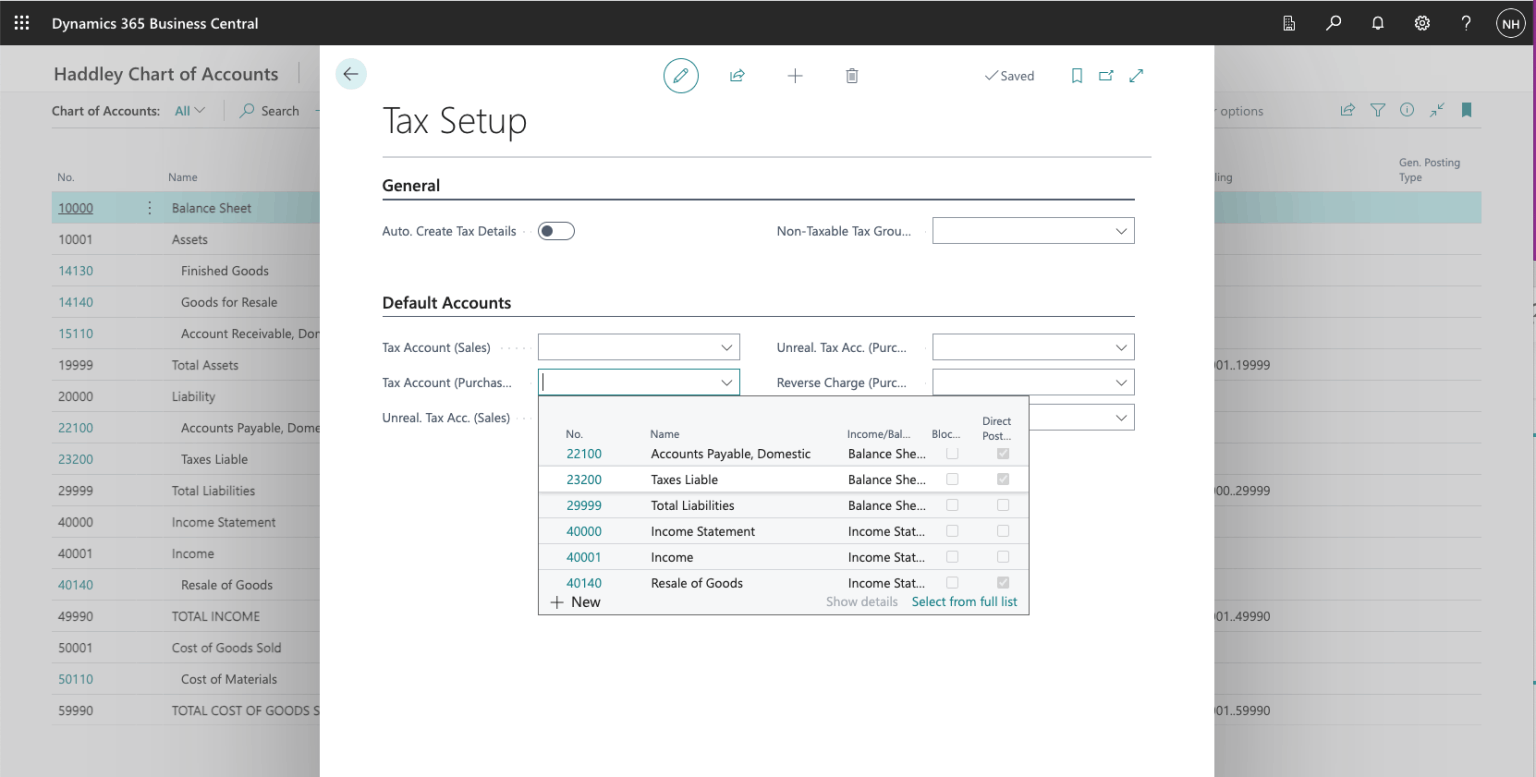 Dynamics 365 Business Central
NH
Haddley Chart of Accounts
Saved
Chart of Accounts: All Search
options
Tax Setup
No. Name
Gen. Posting
Type
General
10000 Balance Sheet
Auto. Create Tax Details Non-Taxable Tax Grou...
10001 Assets
14130 Finished Goods
14140 Goods for Resale
Default Accounts
15110 Account Receivable, Dom
Tax Account (Sales) Unreal. Tax Acc. (Purc...
19999 Total Assets 01..19999
Tax Account (Purchas... Reverse Charge (Purc...
20000 Liability
Unreal. Tax Acc. (Sales)
22100 Accounts Payable, Dome
23200 Taxes Liable
29999 Total Liabilities 00..29999
40000 Income Statement
40001 Income
40140 Resale of Goods
49990 TOTAL INCOME 01..49990
50001 Cost of Goods Sold
50110 Cost of Materials
59990 TOTAL COST OF GOODS S 01..59990
No. Name Income/Bal... Bloc... Direct
Post...
22100 Accounts Payable, Domestic Balance She...
23200 Taxes Liable Balance She...
29999 Total Liabilities Balance She...
40000 Income Statement Income Stat...
40001 Income Income Stat...
40140 Resale of Goods Income Stat...
New Show details Select from full list